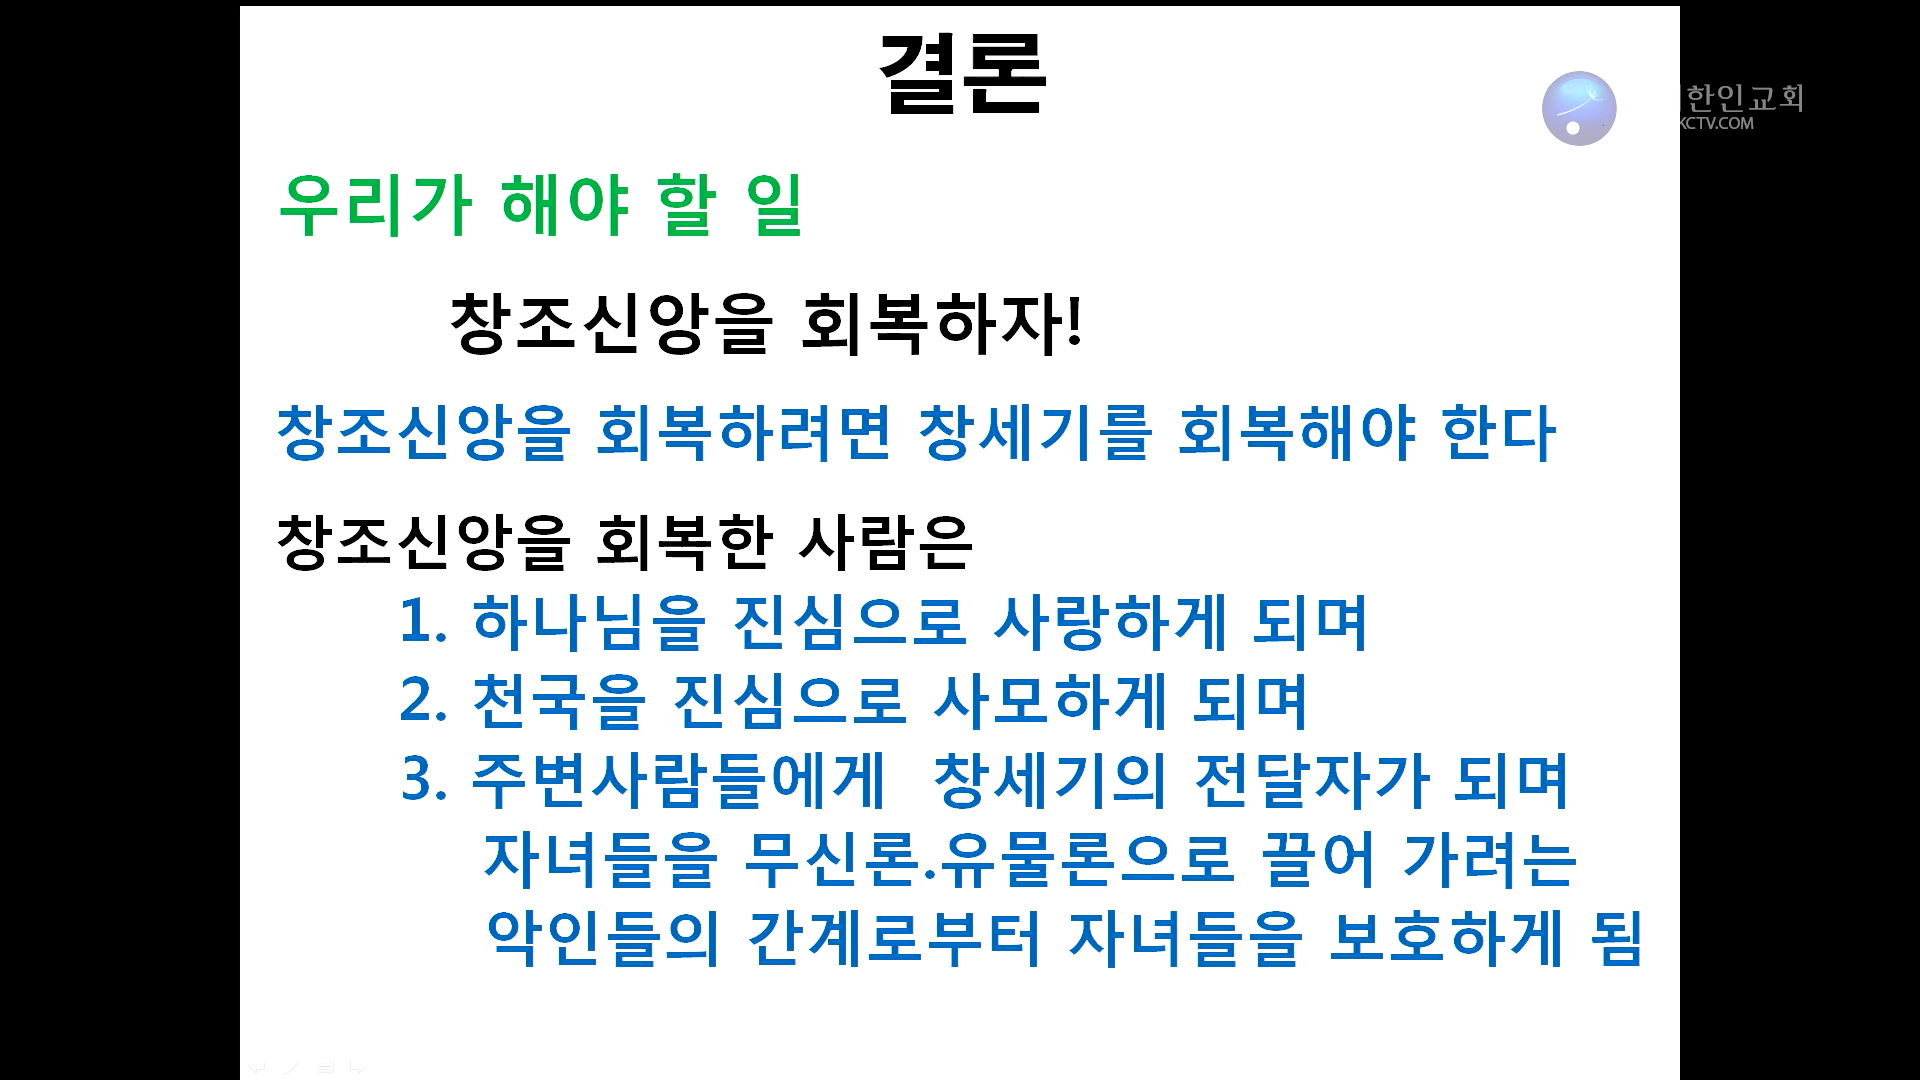 결론
한인교회
KCTV.COM
우리가 해야 할 일
창조신앙을 회복하자!
창조신앙을 회복하려면 창세기를 회복해야 한다
창조신앙을 회복한 사람은
1. 하나님을 진심으로 사랑하게 되며
2. 천국을 진심으로 사모하게 되며
3. 주변사람들에게 창세기의 전달자가 되며
자녀들을 무신론.유물론으로 끌어 가려는
악인들의 간계로부터 자녀들을 보호하게 됨